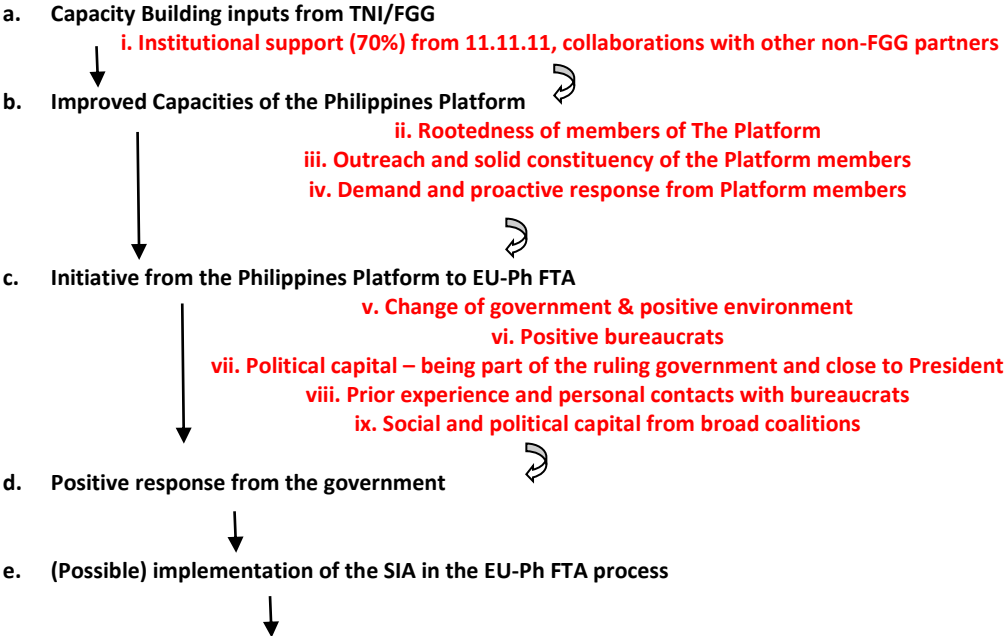 a. Capacity Building inputs from TNI/FGG
i. Institutional support (70%) from 11.11.11, collaborations with other non-FGG partners
b. Improved Capacities of the Philippines Platform
ii. Rootedness of members of The Platform
iii. Outreach and solid constituency of the Platform members
iv. Demand and proactive response from Platform members
c. Initiative from the Philippines Platform to EU-Ph FTA
v. Change of government & positive environment
vi. Positive bureaucrats
vii. Political capital – being part of the ruling government and close to President
viii. Prior experience and personal contacts with bureaucrats
ix. Social and political capital from broad coalitions
d. Positive response from the government
e. (Possible) implementation of the SIA in the EU-Ph FTA process